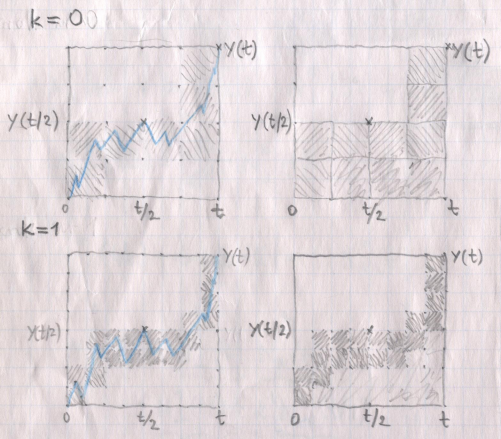 k=0
Y(t)
Y(t)
Y(t/2)
Y(t/2)
0
t/2
t
0
t/2
t
k=1
Y(t)
Y(t)
Y(t/2)
Y(t/2)
0
t/2
t
0
t/2
t